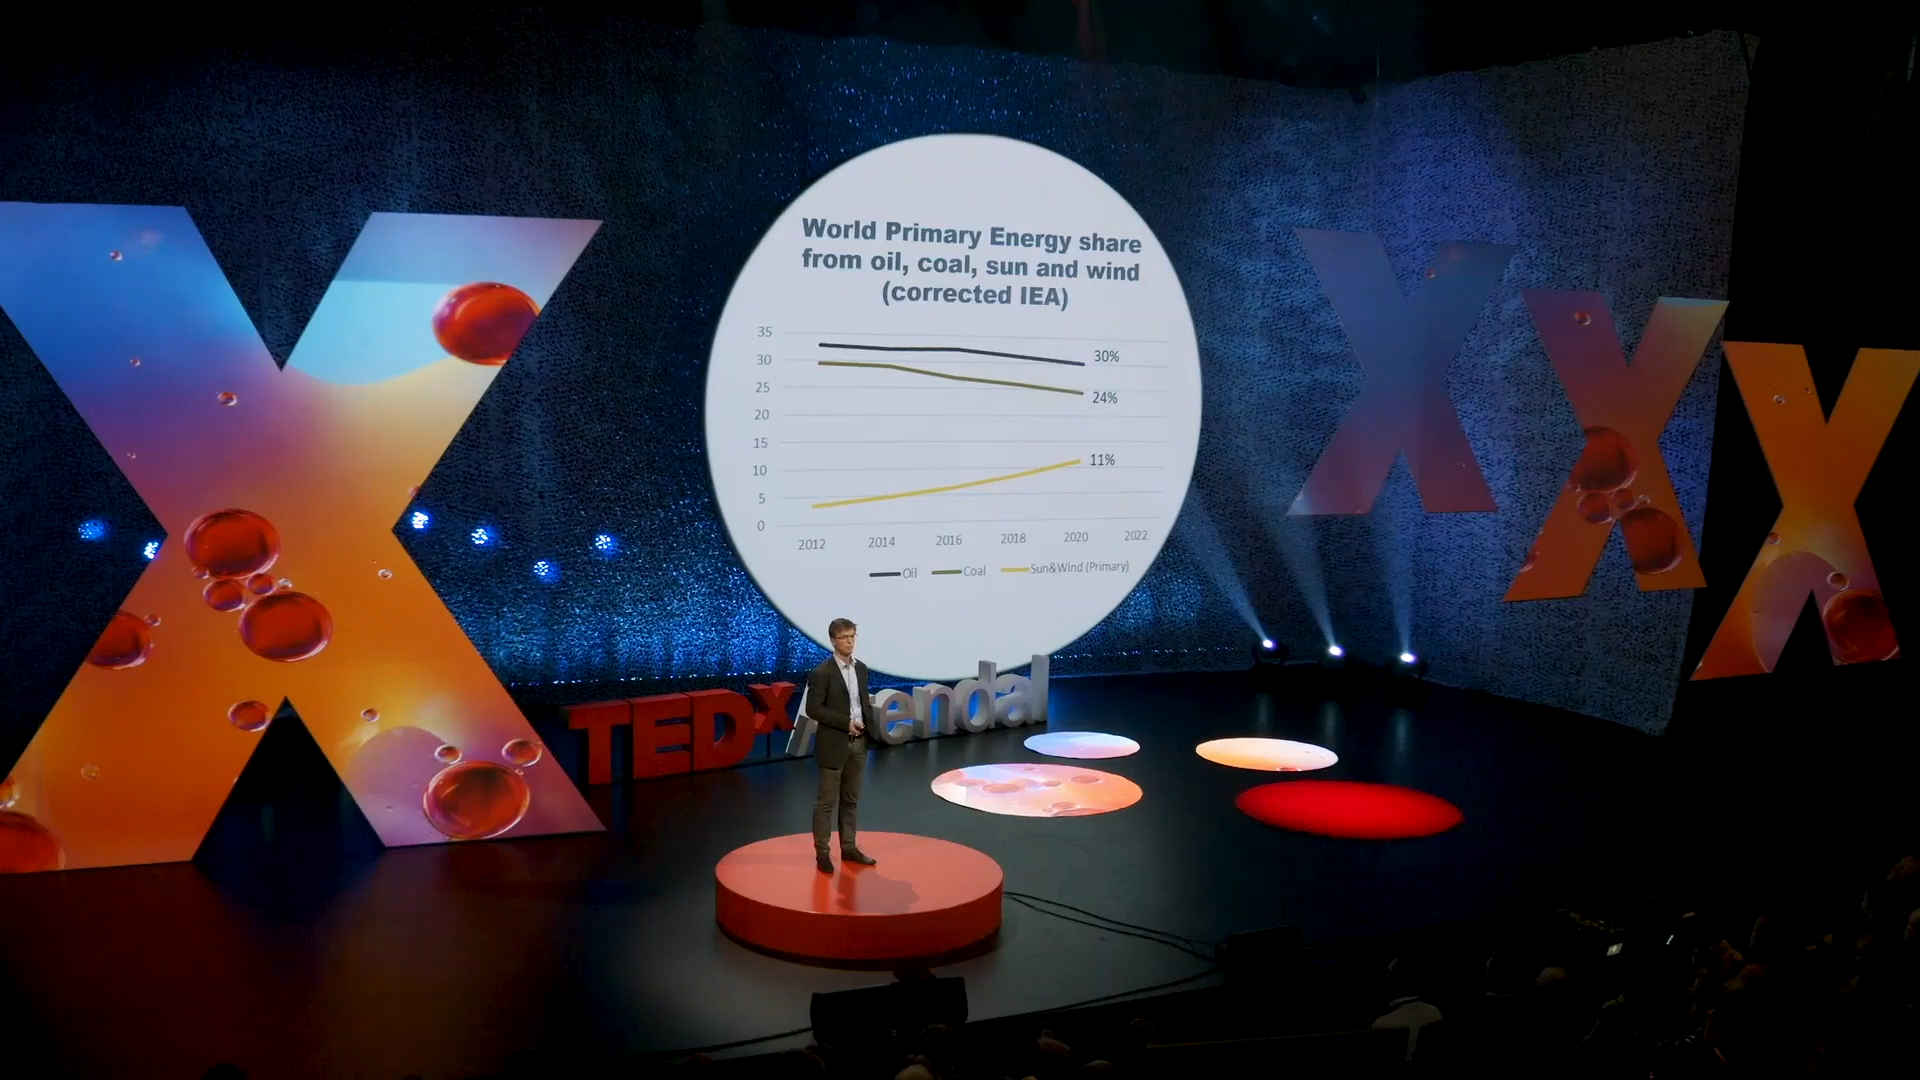 World Primary Energy share
from oil, coal, sun and wind
(corrected IEA)
35
30
25
20
15
10
5
0
30%
24%
11%
2012 2014 2016 2018 2020 2022
Oil Coal Sun&Wind (Primary)
TEDx endal
X
X
X
X